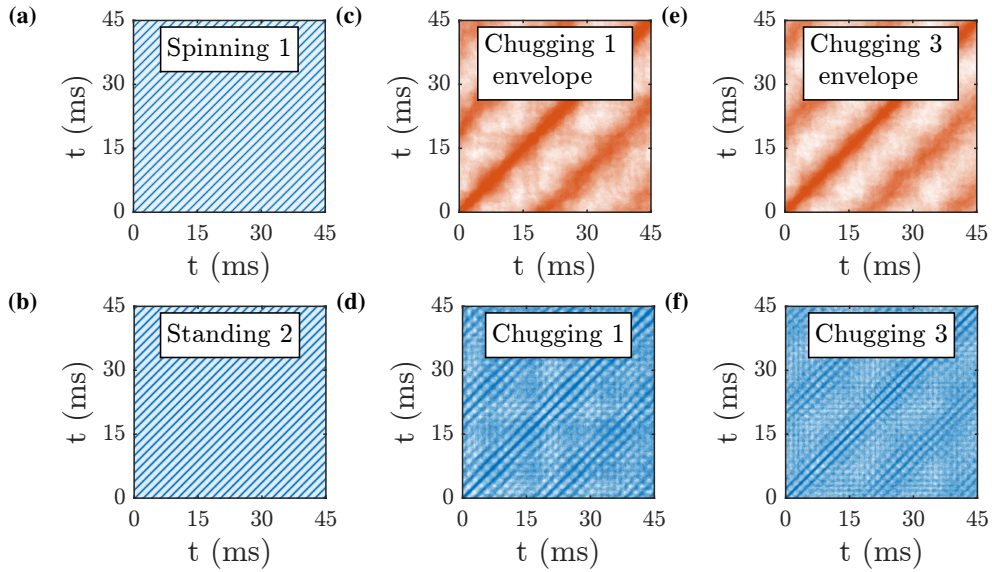 (a)
Spinning 1
45
30
15
0
t (ms)
0 15 30 45
t (ms)
(c)
Chugging 1
envelope
45
30
15
0
t (ms)
0 15 30 45
t (ms)
(e)
Chugging 3
envelope
45
30
15
0
t (ms)
0 15 30 45
t (ms)
(b)
Standing 2
45
30
15
0
t (ms)
0 15 30 45
t (ms)
(d)
Chugging 1
45
30
15
0
t (ms)
0 15 30 45
t (ms)
(f)
Chugging 3
45
30
15
0
t (ms)
0 15 30 45
t (ms)